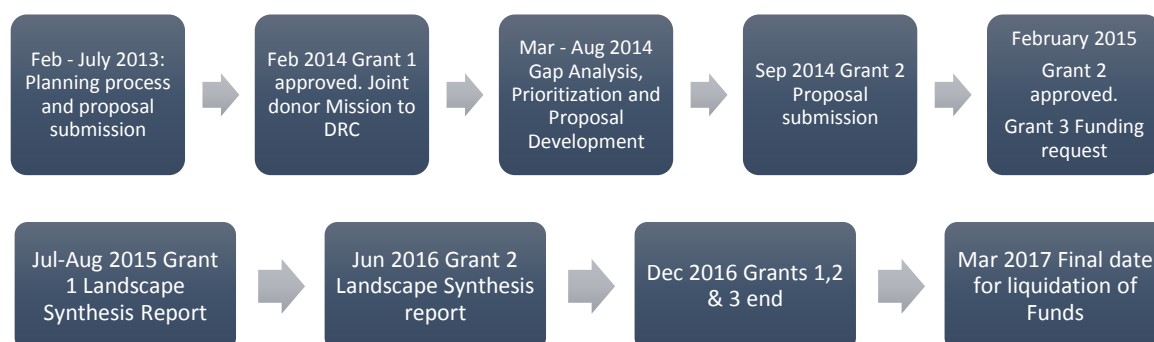 Feb - July 2013:
Planning process
and proposal
submission
Feb 2014 Grant 1
approved. Joint
donor Mission to
DRC
Mar - Aug 2014
Gap Analysis,
Prioritization and
Proposal
Development
Sep 2014 Grant 2
Proposal
submission
February 2015
Grant 2
approved.
Grant 3 Funding
request
Jul-Aug 2015 Grant
1 Landscape
Synthesis Report
Jun 2016 Grant 2
Landscape Synthesis
report
Dec 2016 Grants 1,2
& 3 end
Mar 2017 Final date
for liquidation of
Funds